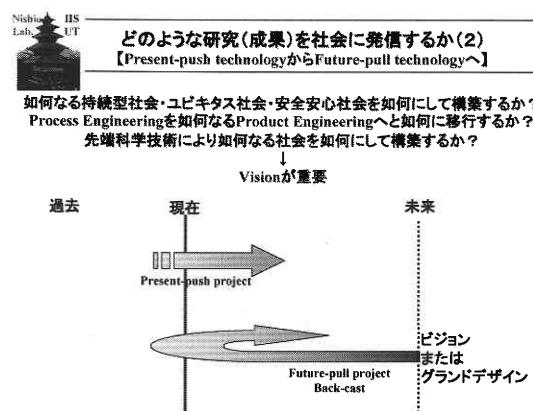 Nishio IIS
Lab. UT
どのような研究（成果）を社会に発信するか（2）
【Present-push technologyからFuture-pull technologyへ】
如何なる持続型社会・ユビキタス社会・安全安心社会を如何にして構築するか？
Process Engineeringを如何なるProduct Engineeringへと如何に移行するか？
先端科学技術により如何なる社会を如何にして構築するか？
↓
Visionが重要
過去 現在 未来
Present-push project
ビジョン
または
グランドデザイン
Future-pull project
Back-cast